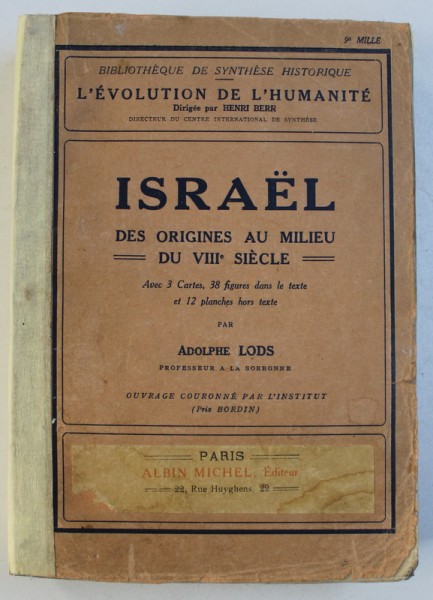 9e MILLE
BIBLIOTHÈQUE DE SYNTHÈSE HISTORIQUE
L'ÉVOLUTION DE L'HUMANITÉ
Dirigée par HENRI BERR
DIRECTEUR DU CENTRE INTERNATIONAL DE SYNTHÈSE
ISRAËL
DES ORIGINES AU MILIEU
DU VIIIe SIÈCLE
Avec 3 Cartes, 38 figures dans le texte
et 12 planches hors texte
PAR
ADOLPHE LODS
PROFESSEUR A LA SORBONNE
OUVRAGE COURONNÉ PAR L'INSTITUT
(Prix BORDIN)
PARIS
ALBIN MICHEL, Éditeur
22, Rue Huyghens, 22